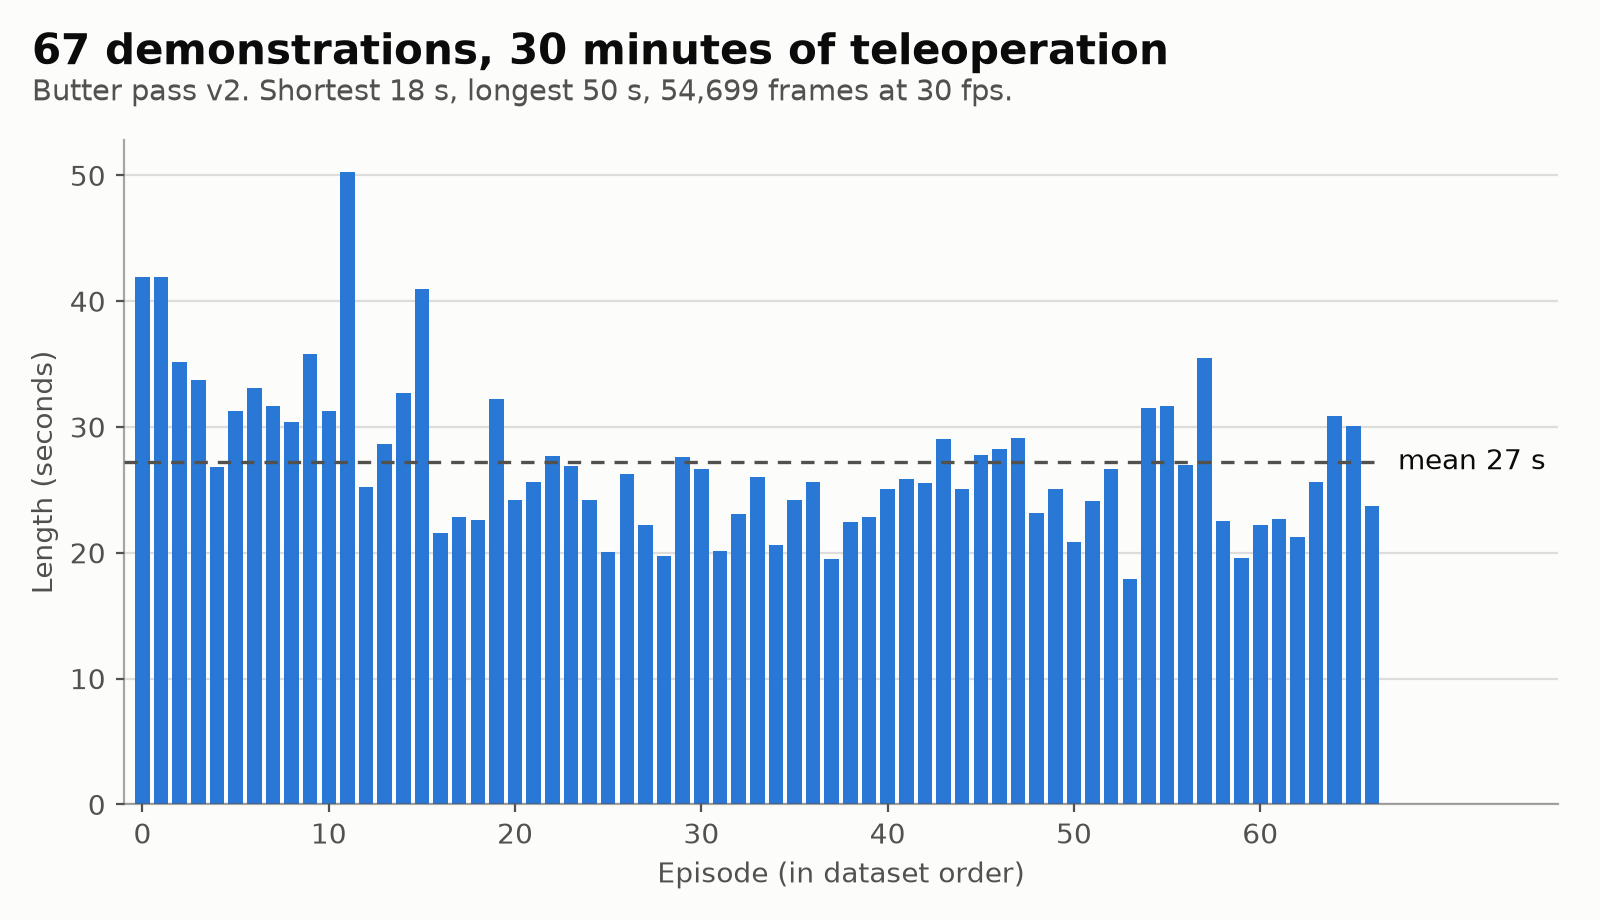 67 demonstrations, 30 minutes of teleoperation
Butter pass v2. Shortest 18 s, longest 50 s, 54,699 frames at 30 fps.
50
40
30
20
10
0
Length (seconds)
mean 27 s
0 10 20 30 40 50 60
Episode (in dataset order)